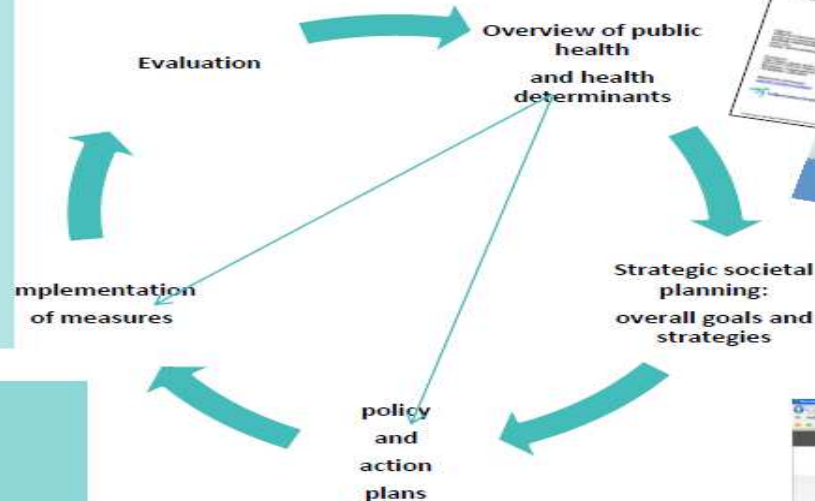 Overview of public
health
and health
determinants
Strategic societal
planning:
overall goals and
strategies
policy
and
action
plans
mplementation
of measures
Evaluation